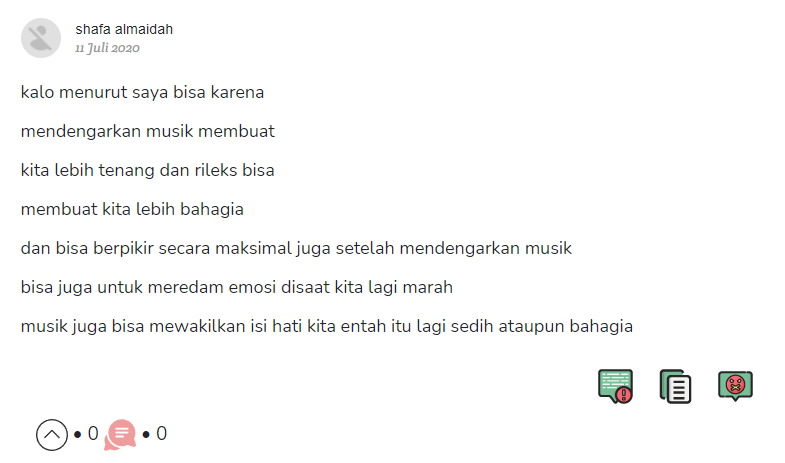 shafa almaidah
11 Juli 2020
kalo menurut saya bisa karena
mendengarkan musik membuat
kita lebih tenang dan rileks bisa
membuat kita lebih bahagia
dan bisa berpikir secara maksimal juga setelah mendengarkan musik
bisa juga untuk meredam emosi disaat kita lagi marah
musik juga bisa mewakilkan isi hati kita entah itu lagi sedih ataupun bahagia
• 0 • 0